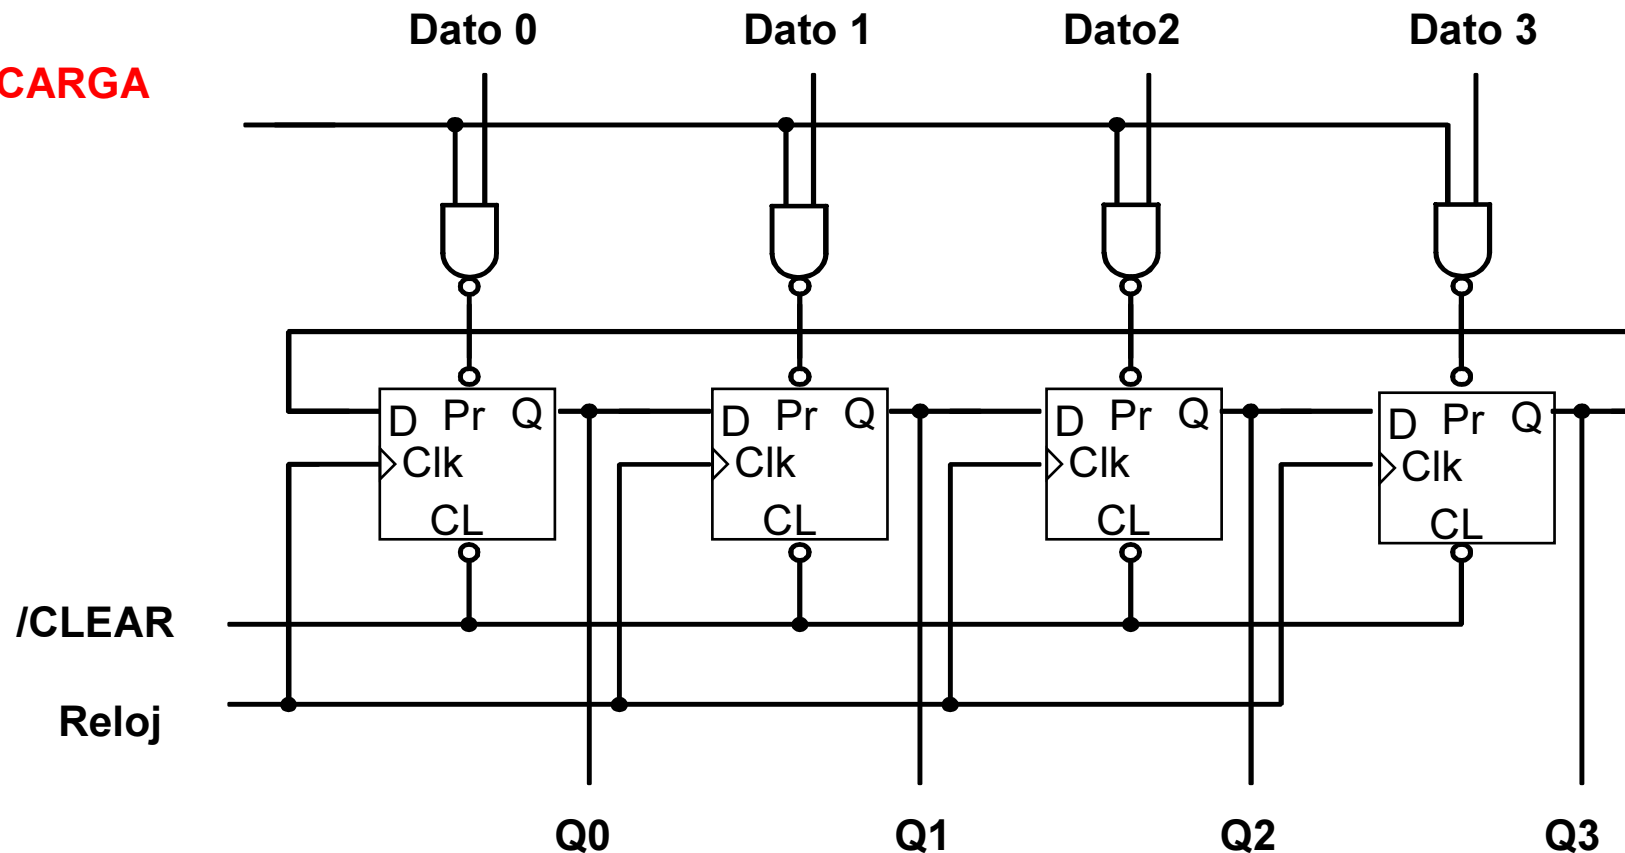 Dato 0 Dato 1 Dato2 Dato 3
CARGA
D Pr Q D Pr Q D Pr Q D Pr Q
Clk Clk Clk Clk
CL CL CL CL
/CLEAR
Reloj
Q0 Q1 Q2 Q3